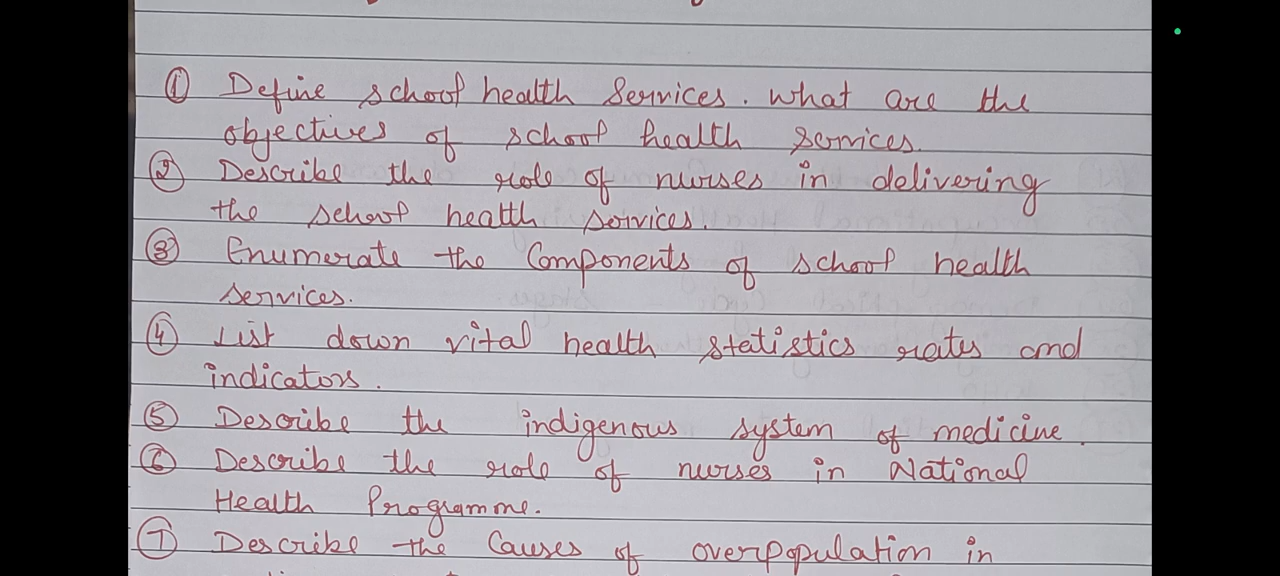 ① Define school health Services. what are the
objectives of school health services.
② Describe the role of nurses in delivering
the school health services.
③ Enumerate the Components of school health
services.
④ List down vital health statistics rates and
indicators.
⑤ Describe the indigenous system of medicine.
⑥ Describe the role of nurses in National
Health Programme.
⑦ Describe the Causes of overpopulation in